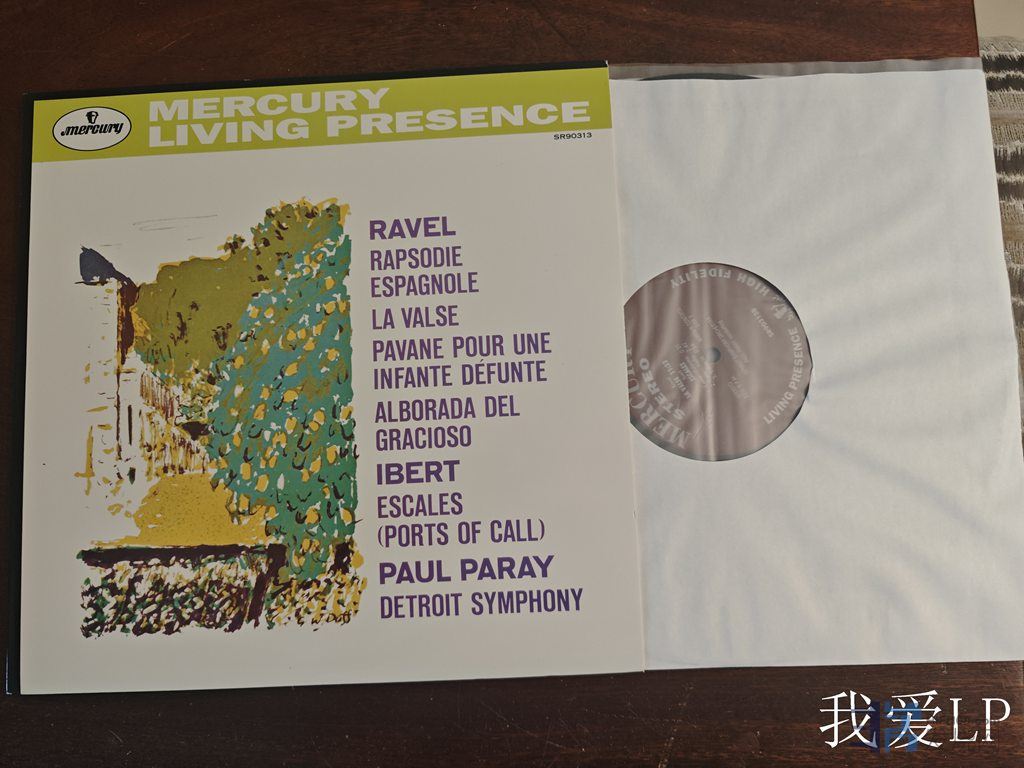 mercury
MERCURY
LIVING PRESENCE
SR90313
RAVEL
RAPSODIE
ESPAGNOLE
LA VALSE
PAVANE POUR UNE
INFANTE DÉFUNTE
ALBORADA DEL
GRACIOSO
IBERT
ESCALES
(PORTS OF CALL)
PAUL PARAY
DETROIT SYMPHONY
HIGH FIDELITY
LIVING PRESENCE
STEREO
我爱LP